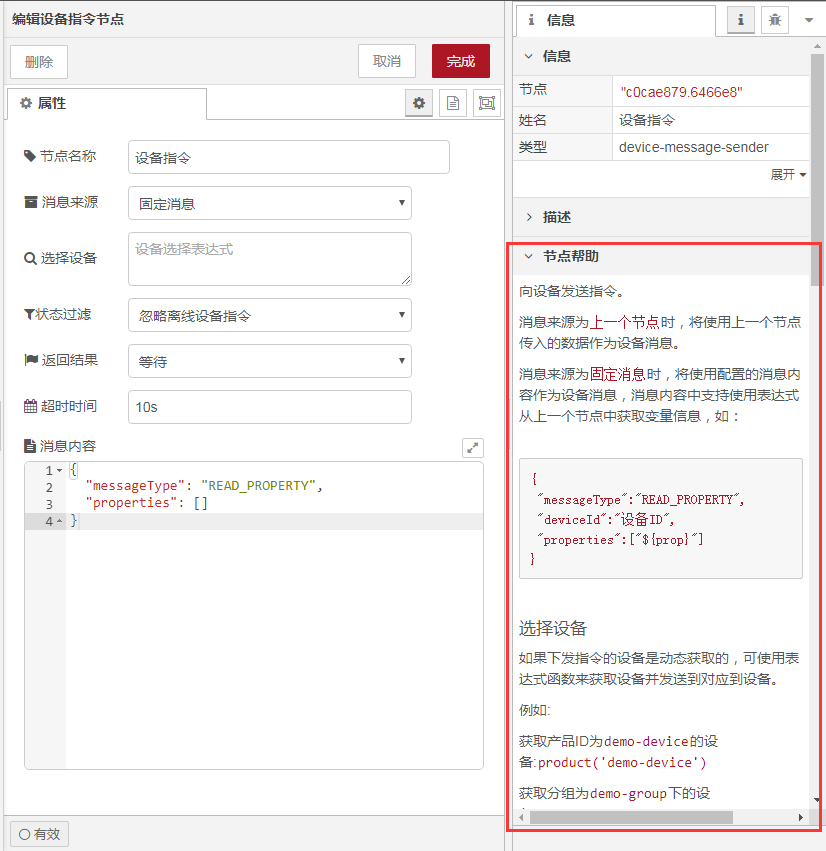 编辑设备指令节点
删除
取消
完成
属性
节点名称
设备指令
消息来源
固定消息
选择设备
设备选择表达式
状态过滤
忽略离线设备指令
返回结果
等待
超时时间
10s
消息内容
1 {
2 "messageType": "READ_PROPERTY",
3 "properties": []
4 }
有效
信息
信息
节点 "c0cae879.6466e8"
姓名 设备指令
类型 device-message-sender
展开
描述
节点帮助
向设备发送指令。
消息来源为上一个节点时，将使用上一个节点
传入的数据作为设备消息。
消息来源为固定消息时，将使用配置的消息内
容作为设备消息，消息内容中支持使用表达式
从上一个节点中获取变量信息，如：
{
"messageType":"READ_PROPERTY",
"deviceId":"设备ID",
"properties":["${prop}"]
}
选择设备
如果下发指令的设备是动态获取的，可使用表
达式函数来获取设备并发送到对应到设备。
例如:
获取产品ID为demo-device的设
备:product('demo-device')
获取分组为demo-group下的设